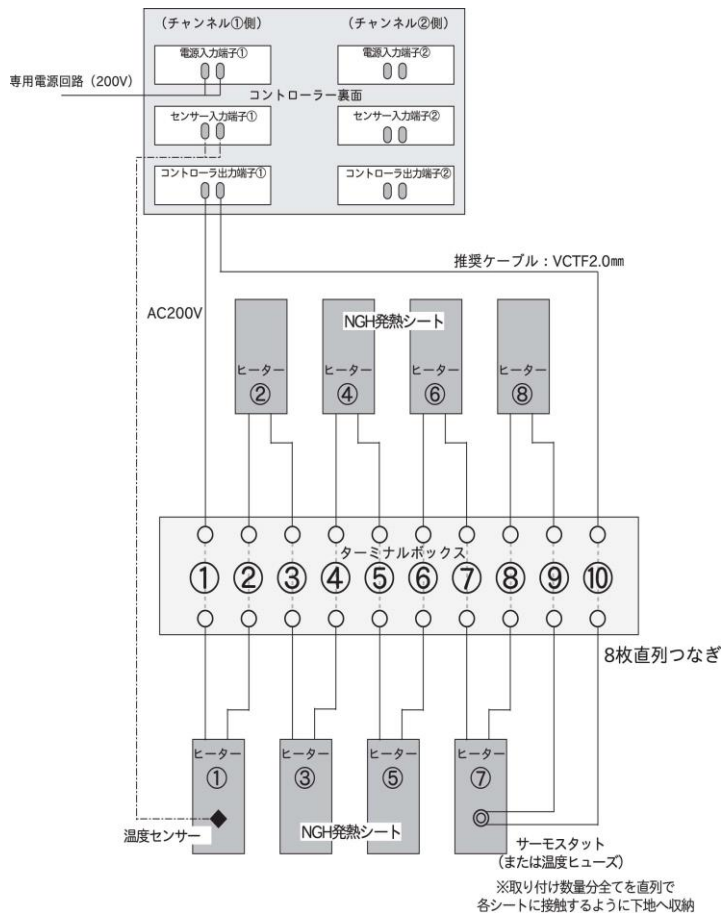 (チャンネル①側)
(チャンネル②側)
電源入力端子①
電源入力端子②
専用電源回路（200V）
コントローラー裏面
センサー入力端子①
センサー入力端子②
コントローラ出力端子①
コントローラ出力端子②
推奨ケーブル：VCTF2.0㎜
AC200V
NGH発熱シート
ヒーター
②
ヒーター
④
ヒーター
⑥
ヒーター
⑧
ターミナルボックス
① ② ③ ④ ⑤ ⑥ ⑦ ⑧ ⑨ ⑩
8枚直列つなぎ
ヒーター
①
ヒーター
③
ヒーター
⑤
ヒーター
⑦
温度センサー
NGH発熱シート
サーモスタット
（または温度ヒューズ）
※取り付け数量分全てを直列で
各シートに接触するように下地へ収納